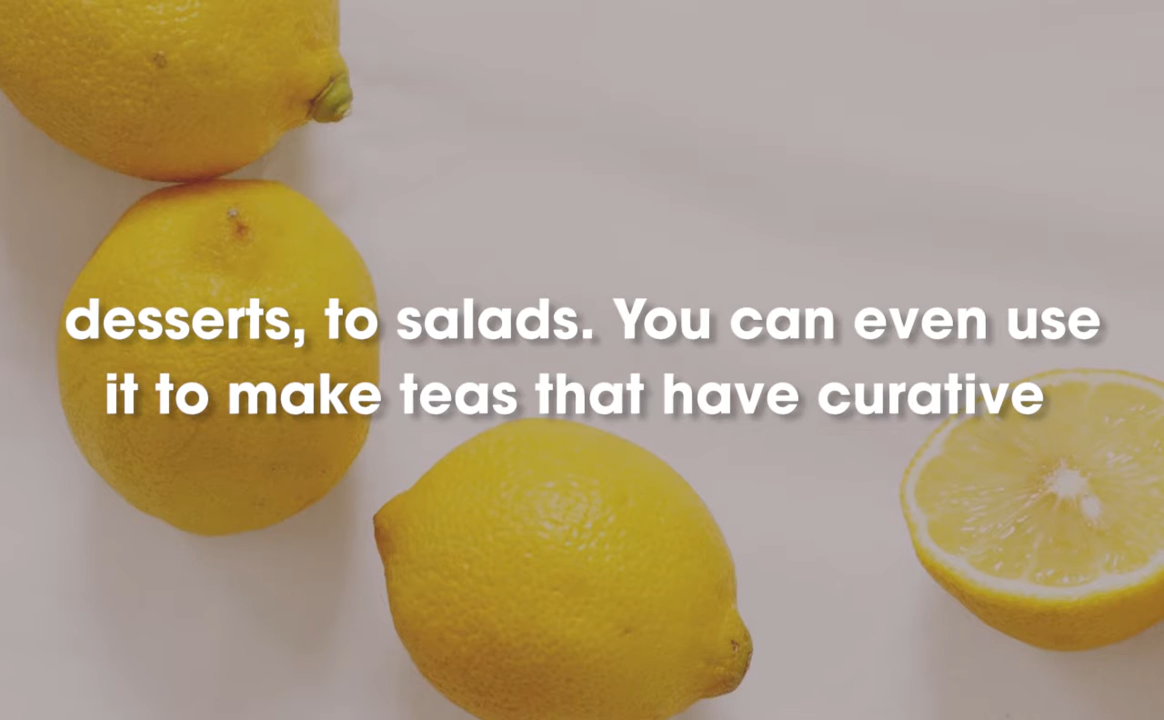 desserts, to salads. You can even use
it to make teas that have curative